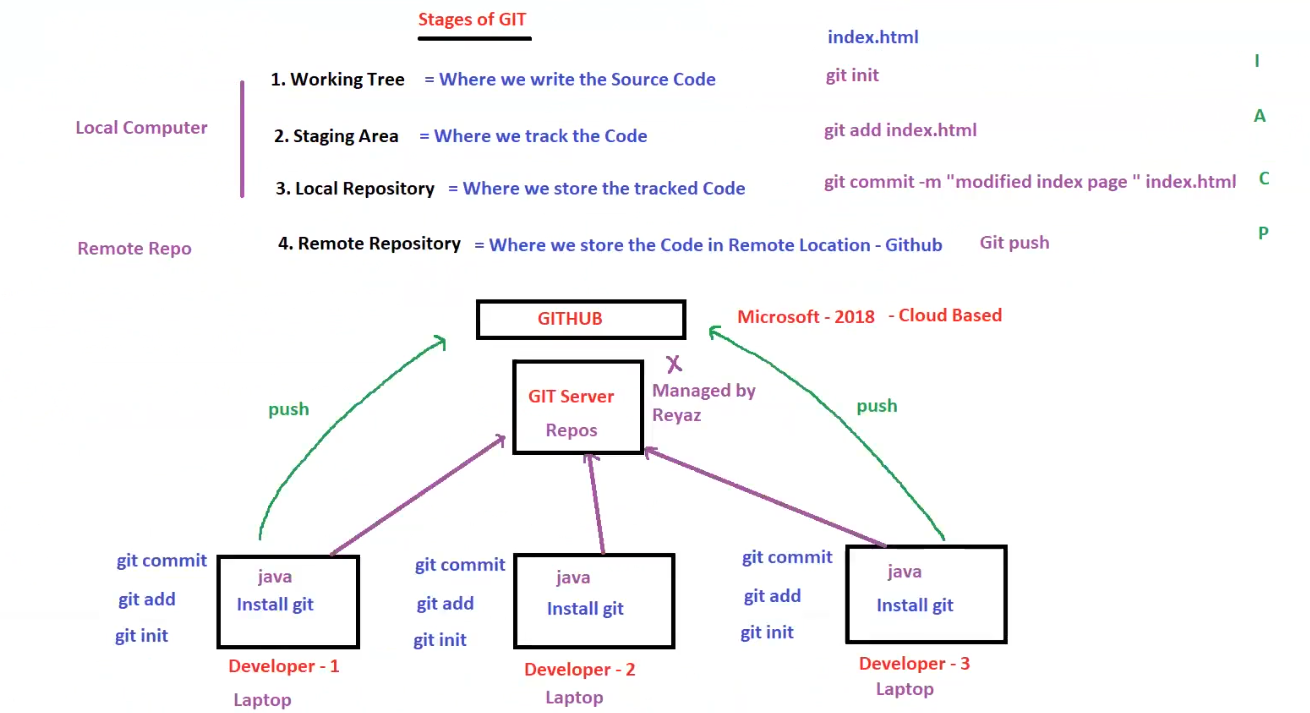 Stages of GIT
index.html
1. Working Tree = Where we write the Source Code git init I
Local Computer
2. Staging Area = Where we track the Code git add index.html A
3. Local Repository = Where we store the tracked Code git commit -m "modified index page " index.html C
Remote Repo
4. Remote Repository = Where we store the Code in Remote Location - Github Git push P
GITHUB
Microsoft - 2018 - Cloud Based
X
Managed by
Reyaz
GIT Server
Repos
push
push
git commit
git add
git init
java
Install git
Developer - 1
Laptop
git commit
git add
git init
java
Install git
Developer - 2
Laptop
git commit
git add
git init
java
Install git
Developer - 3
Laptop